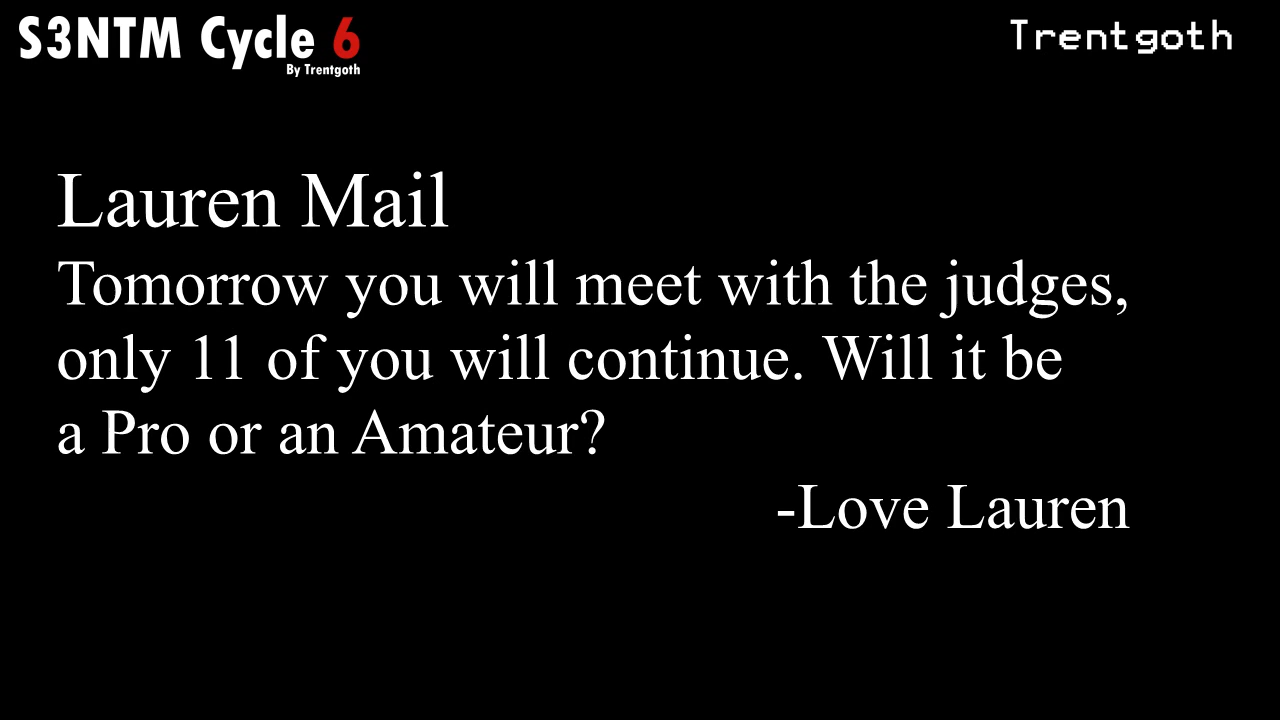 S3NTM Cycle 6
By Trentgoth
Trentgoth
Lauren Mail
Tomorrow you will meet with the judges,
only 11 of you will continue. Will it be
a Pro or an Amateur?
-Love Lauren